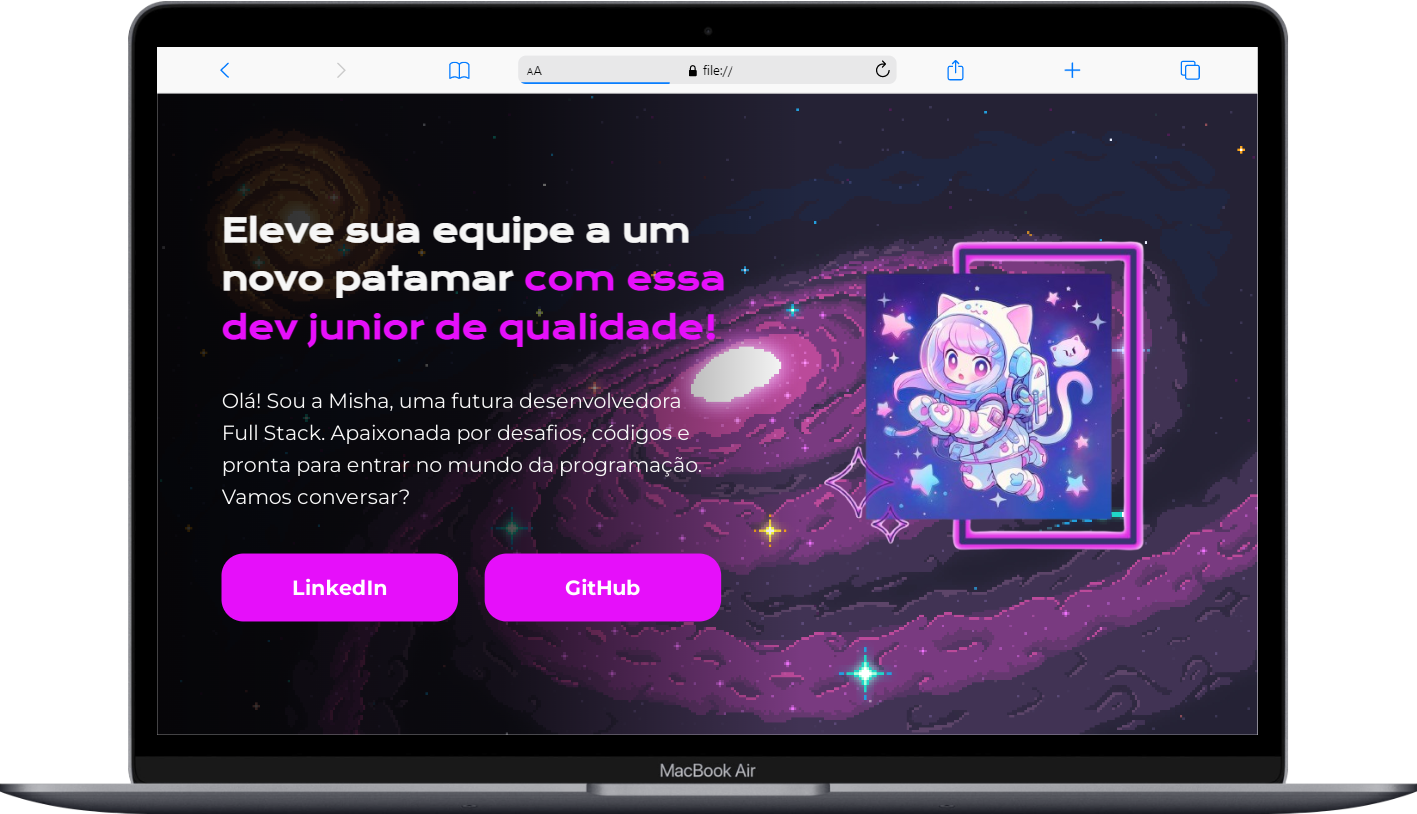 AA
file://
Eleve sua equipe a um
novo patamar com essa
dev junior de qualidade!
Olá! Sou a Misha, uma futura desenvolvedora
Full Stack. Apaixonada por desafios, códigos e
pronta para entrar no mundo da programação.
Vamos conversar?
LinkedIn
GitHub
MacBook Air